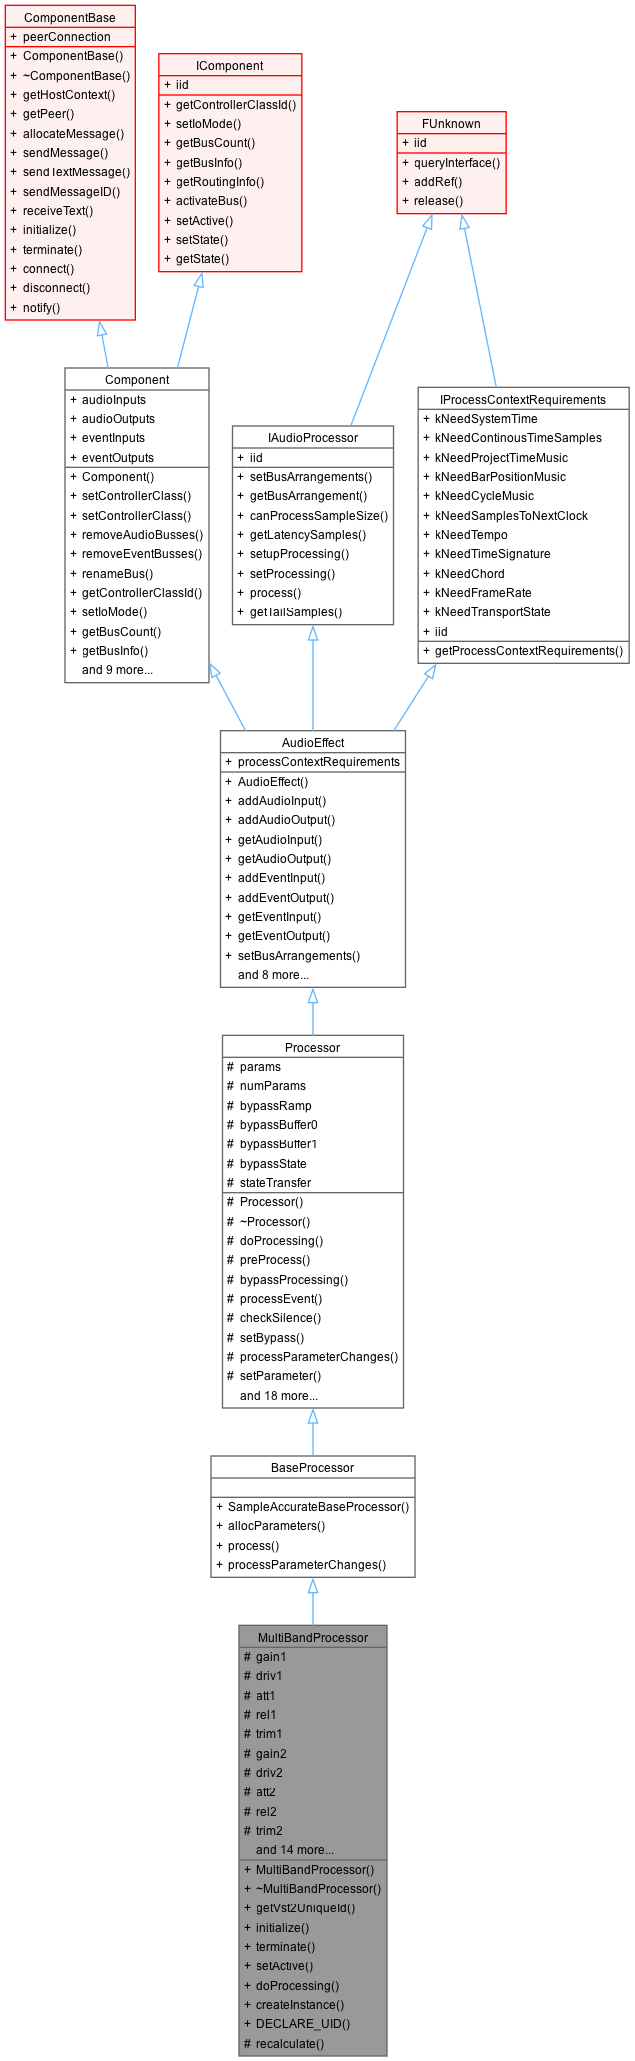 ComponentBase
+ peerConnection
+ ComponentBase()
+ ~ComponentBase()
+ getHostContext()
+ getPeer()
+ allocateMessage()
+ sendMessage()
+ sendTextMessage()
+ sendMessageID()
+ receiveText()
+ initialize()
+ terminate()
+ connect()
+ disconnect()
+ notify()
IComponent
+ iid
+ getControllerClassId()
+ setIoMode()
+ getBusCount()
+ getBusInfo()
+ getRoutingInfo()
+ activateBus()
+ setActive()
+ setState()
+ getState()
FUnknown
+ iid
+ queryInterface()
+ addRef()
+ release()
Component
+ audioInputs
+ audioOutputs
+ eventInputs
+ eventOutputs
+ Component()
+ setControllerClass()
+ setControllerClass()
+ removeAudioBusses()
+ removeEventBusses()
+ renameBus()
+ getControllerClassId()
+ setIoMode()
+ getBusCount()
+ getBusInfo()
and 9 more...
IAudioProcessor
+ iid
+ setBusArrangements()
+ getBusArrangement()
+ canProcessSampleSize()
+ getLatencySamples()
+ setupProcessing()
+ setProcessing()
+ process()
+ getTailSamples()
IProcessContextRequirements
+ kNeedSystemTime
+ kNeedContinousTimeSamples
+ kNeedProjectTimeMusic
+ kNeedBarPositionMusic
+ kNeedCycleMusic
+ kNeedSamplesToNextClock
+ kNeedTempo
+ kNeedTimeSignature
+ kNeedChord
+ kNeedFrameRate
+ kNeedTransportState
+ iid
+ getProcessContextRequirements()
AudioEffect
+ processContextRequirements
+ AudioEffect()
+ addAudioInput()
+ addAudioOutput()
+ getAudioInput()
+ getAudioOutput()
+ addEventInput()
+ addEventOutput()
+ getEventInput()
+ getEventOutput()
+ setBusArrangements()
and 8 more...
Processor
# params
# numParams
# bypassRamp
# bypassBuffer0
# bypassBuffer1
# bypassState
# stateTransfer
# Processor()
# ~Processor()
# doProcessing()
# preProcess()
# bypassProcessing()
# processEvent()
# checkSilence()
# setBypass()
# processParameterChanges()
# setParameter()
and 18 more...
BaseProcessor
+ SampleAccurateBaseProcessor()
+ allocParameters()
+ process()
+ processParameterChanges()
MultiBandProcessor
# gain1
# driv1
# att1
# rel1
# trim1
# gain2
# driv2
# att2
# rel2
# trim2
and 14 more...
+ MultiBandProcessor()
+ ~MultiBandProcessor()
+ getVst2UniqueId()
+ initialize()
+ terminate()
+ setActive()
+ doProcessing()
+ createInstance()
+ DECLARE_UID()
# recalculate()